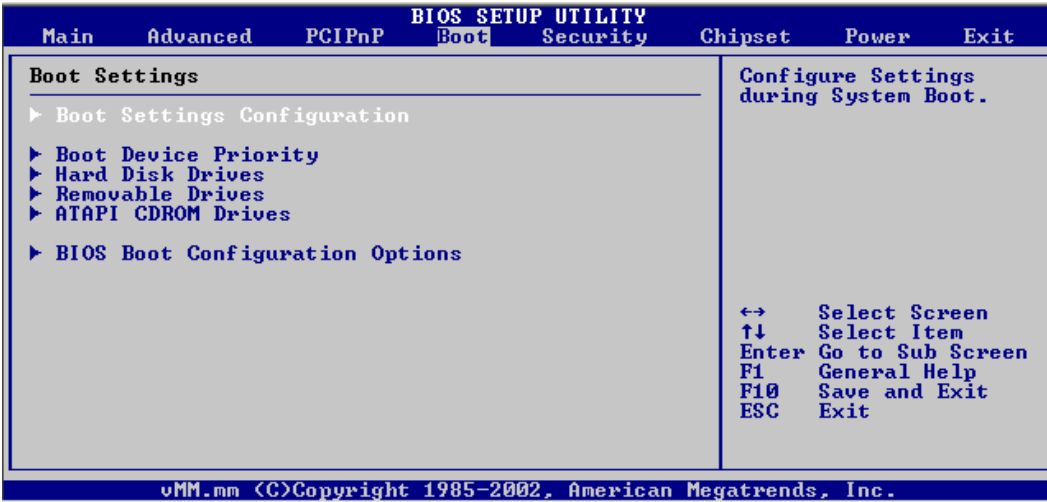 BIOS SETUP UTILITY
Main Advanced PCIPnP Boot Security Chipset Power Exit
Boot Settings
► Boot Settings Configuration
► Boot Device Priority
► Hard Disk Drives
► Removable Drives
► ATAPI CDROM Drives
► BIOS Boot Configuration Options
Configure Settings
during System Boot.
↔ Select Screen
↑↓ Select Item
Enter Go to Sub Screen
F1 General Help
F10 Save and Exit
ESC Exit
vMM.mm (C)Copyright 1985-2002, American Megatrends, Inc.